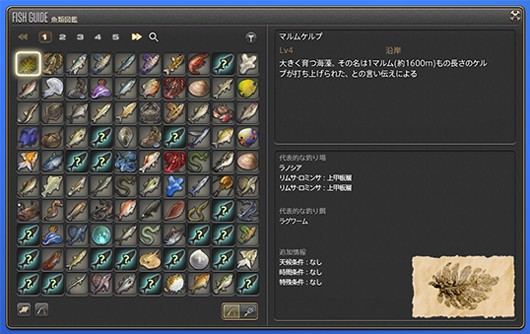 FISH GUIDE 魚類図鑑
1 2 3 4 5
マルムケルプ
Lv4 沿岸
大きく育つ海藻。その名は1マルム(約1600m)もの長さのケル
プが打ち上げられた、との言い伝えによる
代表的な釣り場
ラノシア
リムサ・ロミンサ：上甲板層
リムサ・ロミンサ：上甲板層
代表的な釣り餌
ラグワーム
追加情報
天候条件：なし
時間条件：なし
特殊条件：なし